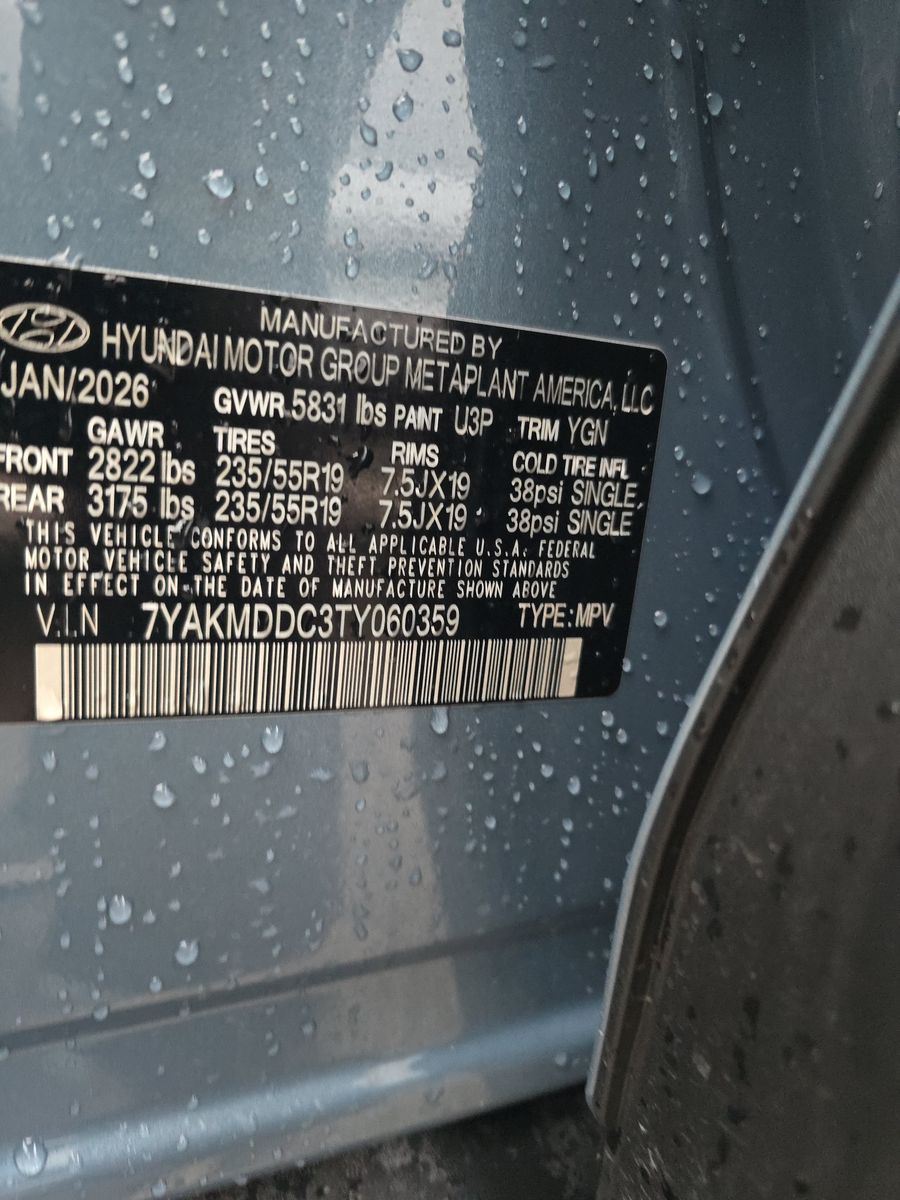 MANUFACTURED BY
HYUNDAI MOTOR GROUP METAPLANT AMERICA, LLC
JAN/2026 GVWR 5831 lbs PAINT U3P TRIM YGN
GAWR TIRES RIMS COLD TIRE INFL
FRONT 2822 lbs 235/55R19 7.5JX19 38psi SINGLE
REAR 3175 lbs 235/55R19 7.5JX19 38psi SINGLE
THIS VEHICLE CONFORMS TO ALL APPLICABLE U.S.A. FEDERAL
MOTOR VEHICLE SAFETY AND THEFT PREVENTION STANDARDS
IN EFFECT ON THE DATE OF MANUFACTURE SHOWN ABOVE
V.I.N 7YAKMDDC3TY060359 TYPE: MPV